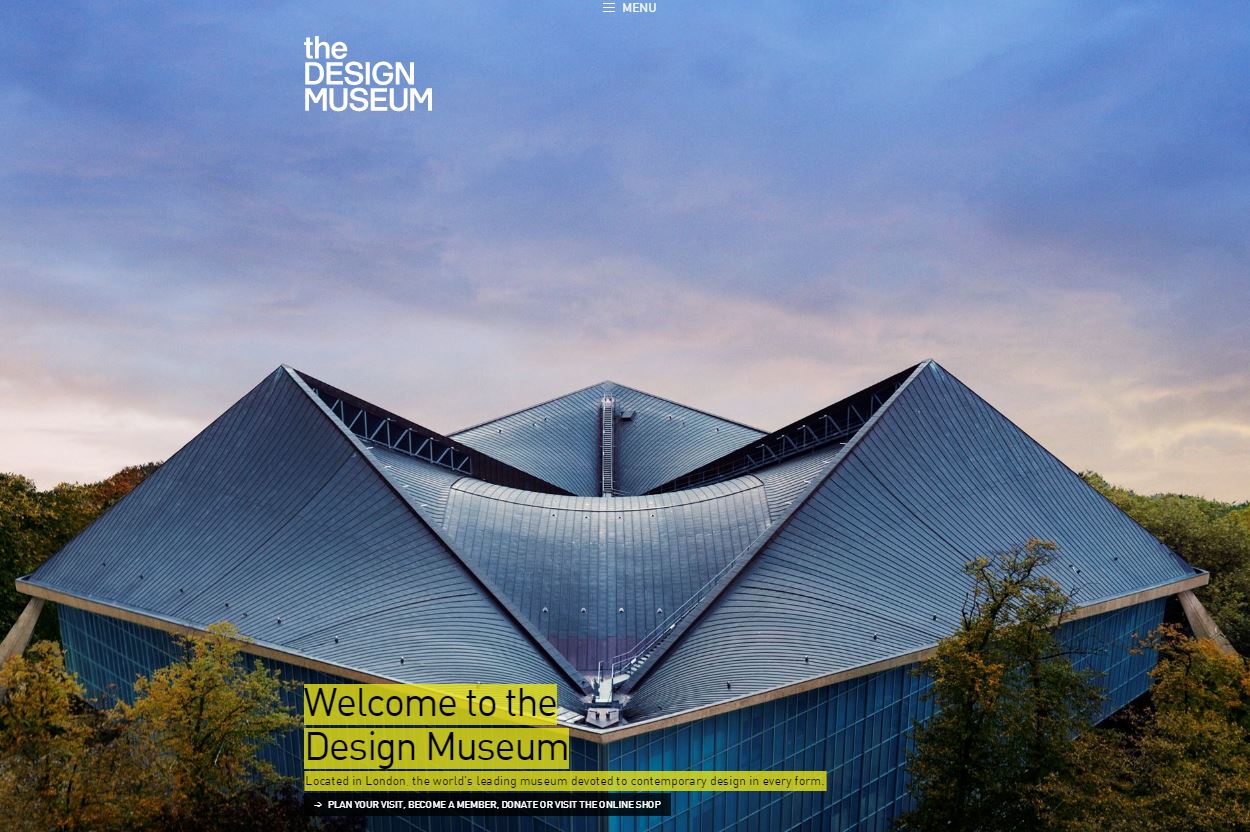 MENU
the
DESIGN
MUSEUM
Welcome to the
Design Museum
Located in London, the world's leading museum devoted to contemporary design in every form.
PLAN YOUR VISIT, BECOME A MEMBER, DONATE OR VISIT THE ONLINE SHOP